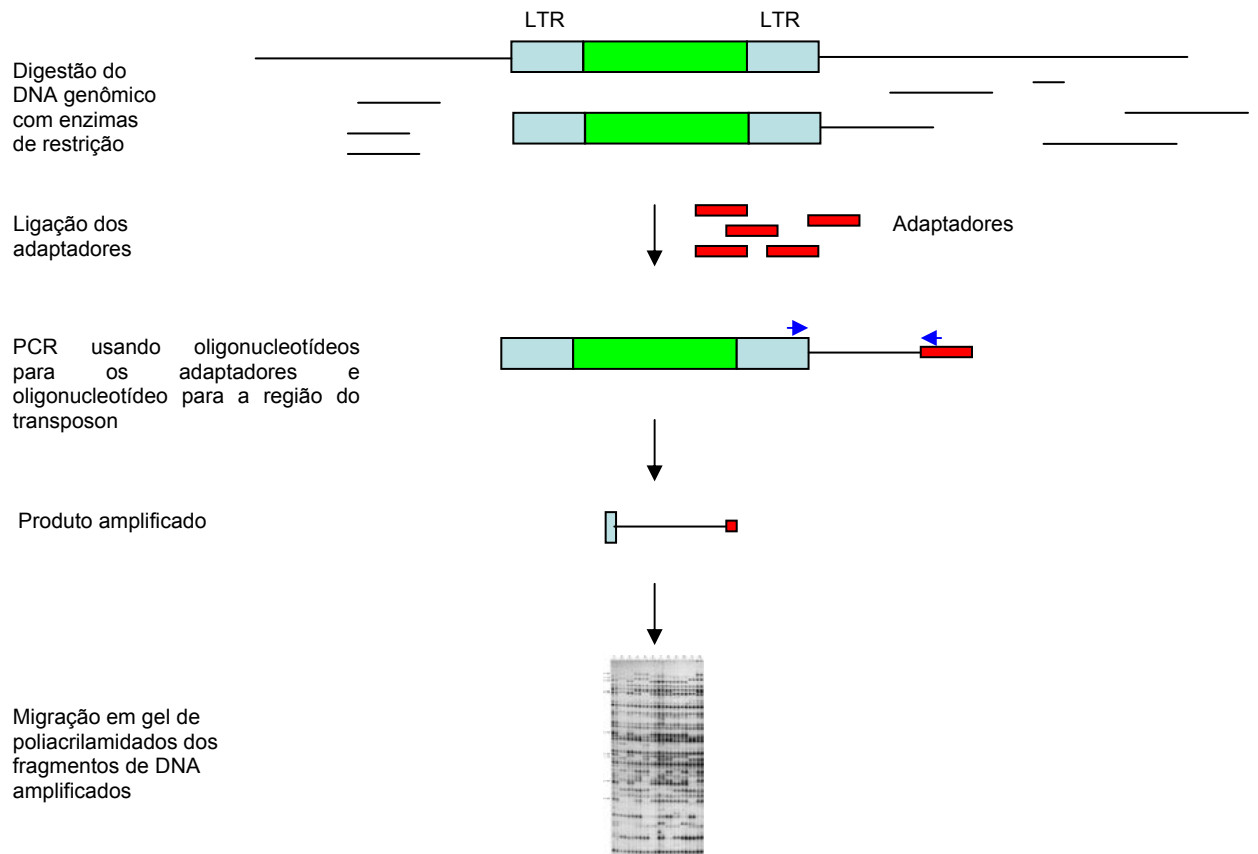 LTR LTR
Digestão do
DNA genômico
com enzimas
de restrição
Ligação dos
adaptadores
Adaptadores
PCR usando oligonucleotídeos
para os adaptadores e
oligonucleotídeo para a região do
transposon
Produto amplificado
Migração em gel de
poliacrilamidados dos
fragmentos de DNA
amplificados